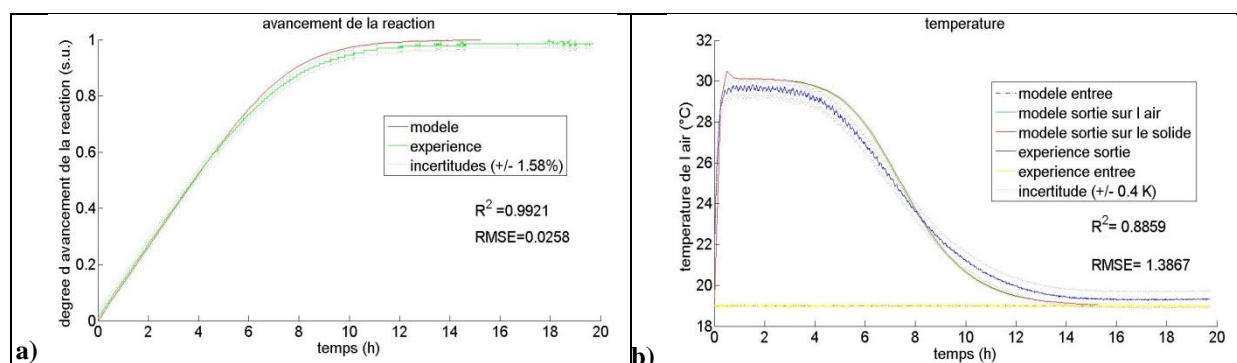 avancement de la reaction
degree d avancement de la reaction (s.u.)
1
0.8
0.6
0.4
0.2
0
modele
experience
incertitudes (+/- 1.58%)
R2 =0.9921
RMSE=0.0258
0 2 4 6 8 10 12 14 16 18 20
temps (h)
a)
temperature
temperature de l air (°C)
32
30
28
26
24
22
20
18
modele entree
modele sortie sur l air
modele sortie sur le solide
experience sortie
experience entree
incertitude (+/- 0.4 K)
R2 = 0.8859
RMSE= 1.3867
0 2 4 6 8 10 12 14 16 18 20
temps (h)
b)